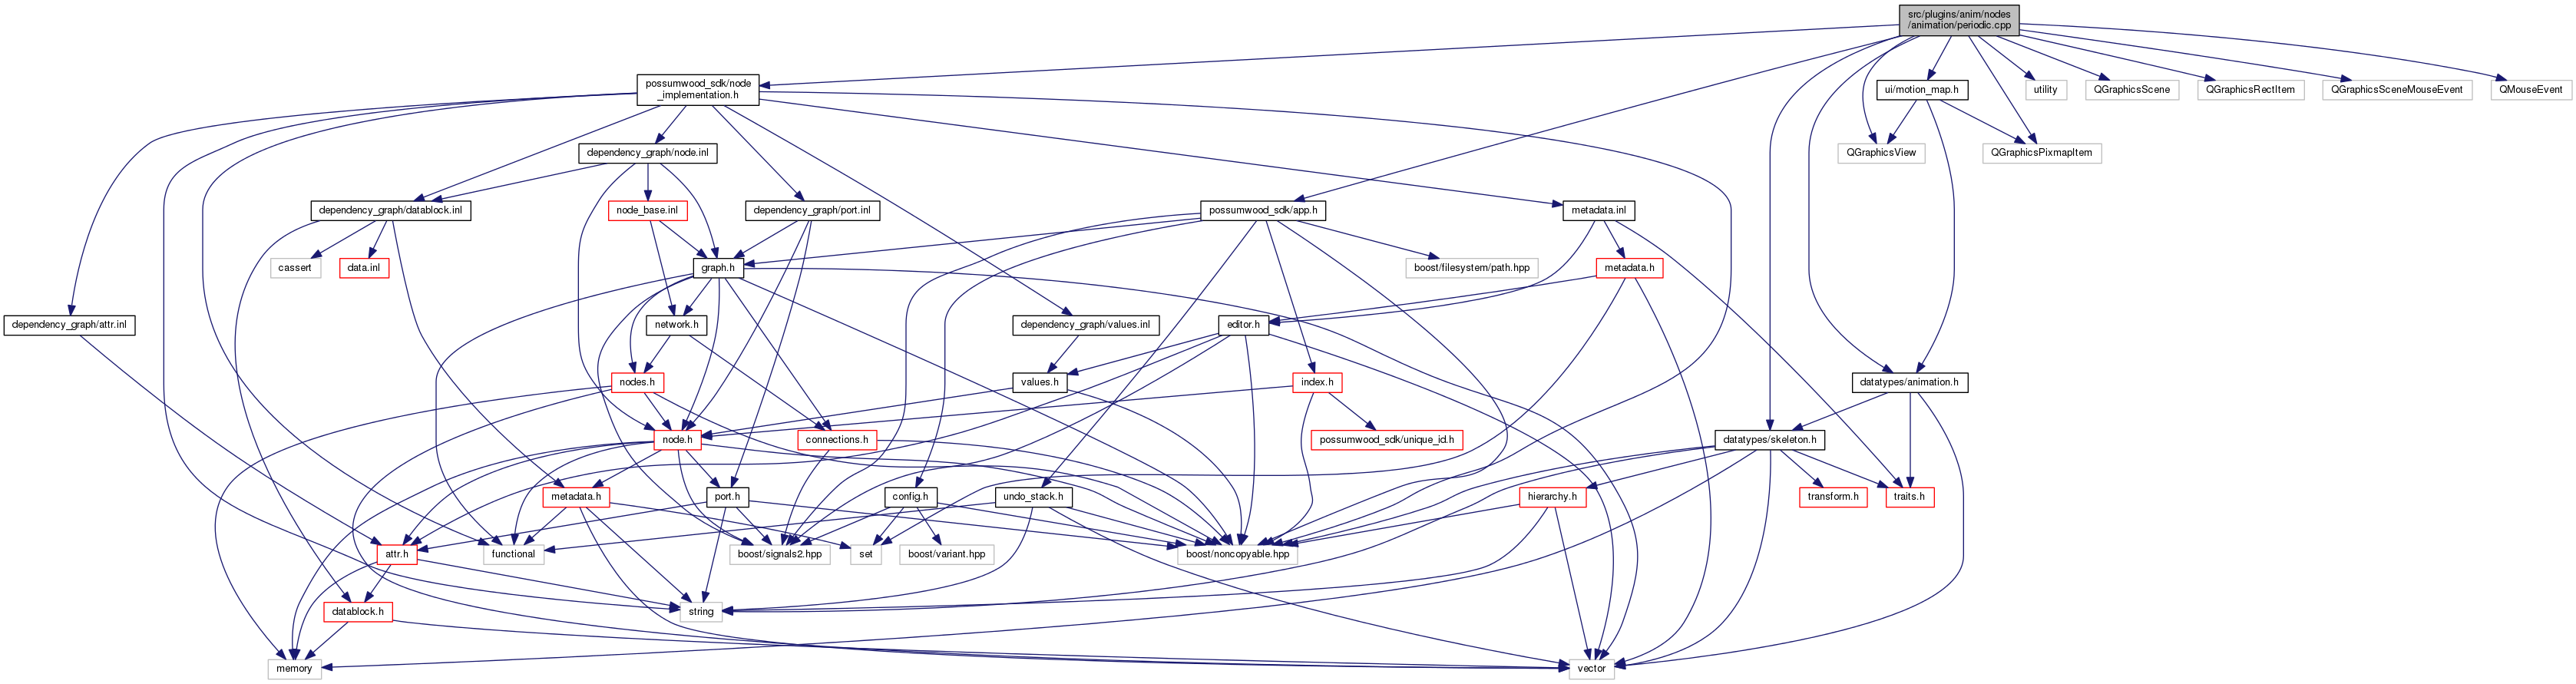 src/plugins/anim/nodes
/animation/periodic.cpp
possumwood_sdk/node
_implementation.h
ui/motion_map.h
utility
QGraphicsScene
QGraphicsRectItem
QGraphicsSceneMouseEvent
QMouseEvent
dependency_graph/node.inl
QGraphicsView
QGraphicsPixmapItem
dependency_graph/datablock.inl
node_base.inl
dependency_graph/port.inl
possumwood_sdk/app.h
metadata.inl
cassert
data.inl
graph.h
boost/filesystem/path.hpp
metadata.h
dependency_graph/attr.inl
network.h
dependency_graph/values.inl
editor.h
nodes.h
values.h
index.h
datatypes/animation.h
node.h
connections.h
possumwood_sdk/unique_id.h
datatypes/skeleton.h
metadata.h
port.h
config.h
undo_stack.h
hierarchy.h
transform.h
traits.h
attr.h
functional
boost/signals2.hpp
set
boost/variant.hpp
boost/noncopyable.hpp
datablock.h
string
memory
vector